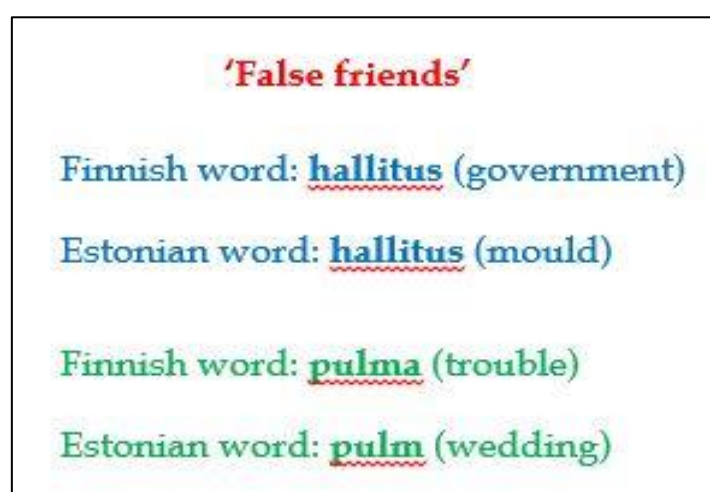 ‘False friends’
Finnish word: hallitus (government)
Estonian word: hallitus (mould)
Finnish word: pulma (trouble)
Estonian word: pulm (wedding)